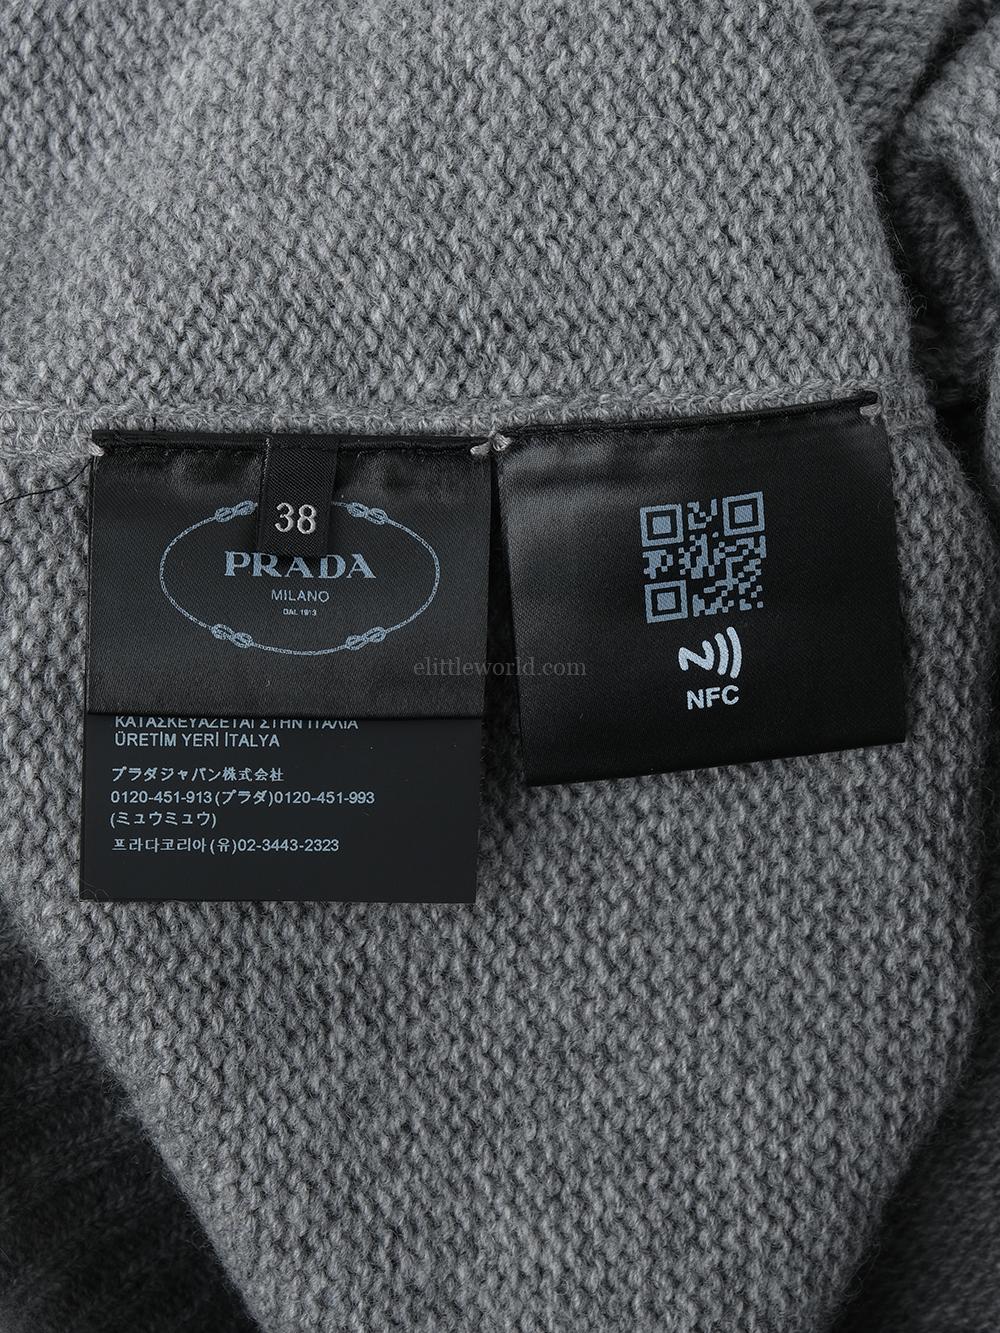 38
PRADA
MILANO
DAL 1913
ΚΑΤΑΣΚΕΥΑΖΕΤΑΙ ΣΤΗΝ ΙΤΑΛΙΑ
ÜRETİM YERİ İTALYA
プラダジャパン株式会社
0120-451-913(プラダ)0120-451-993
(ミュウミュウ)
프라다코리아(유)02-3443-2323
NFC
elittleworld.com